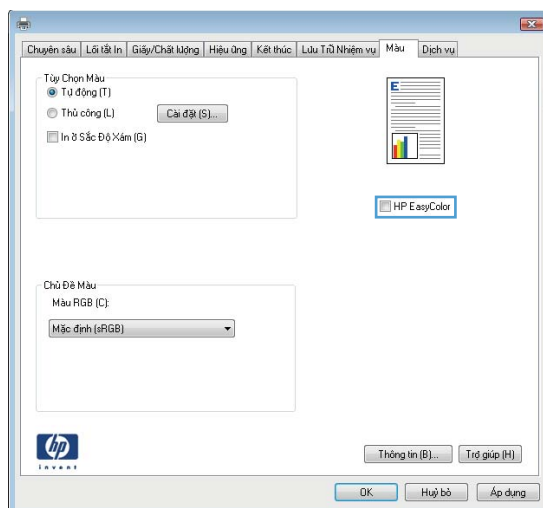 Chuyên sâu Lối tắt In Giấy/Chất lượng Hiệu ứng Kết thúc Lưu Trữ Nhiệm vụ Màu Dịch vụ
Tùy Chọn Màu
Tự động (T)
Thủ công (L) Cài đặt (S)...
In ở Sắc Độ Xám (G)
E
HP EasyColor
Chủ Đề Màu
Màu RGB (C):
Mặc định (sRGB)
hp
invent
Thông tin (B)... Trợ giúp (H)
OK Huỷ bỏ Áp dụng